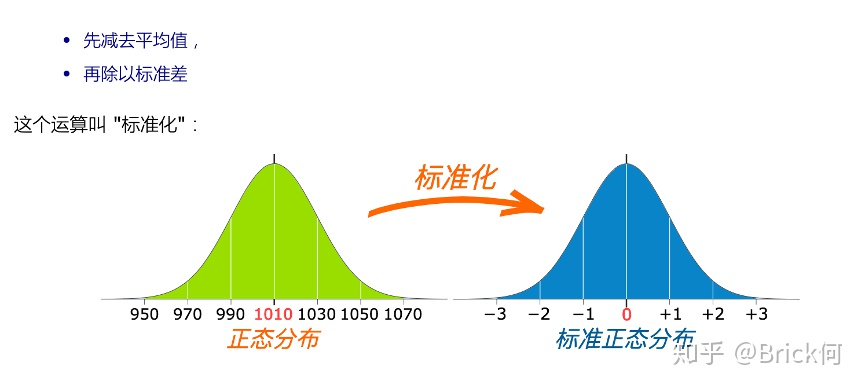 先减去平均值，
再除以标准差
这个运算叫 "标准化"：
标准化
950 970 990 1010 1030 1050 1070
−3 −2 −1 0 +1 +2 +3
正态分布
标准正态分布
知乎 @Brick何